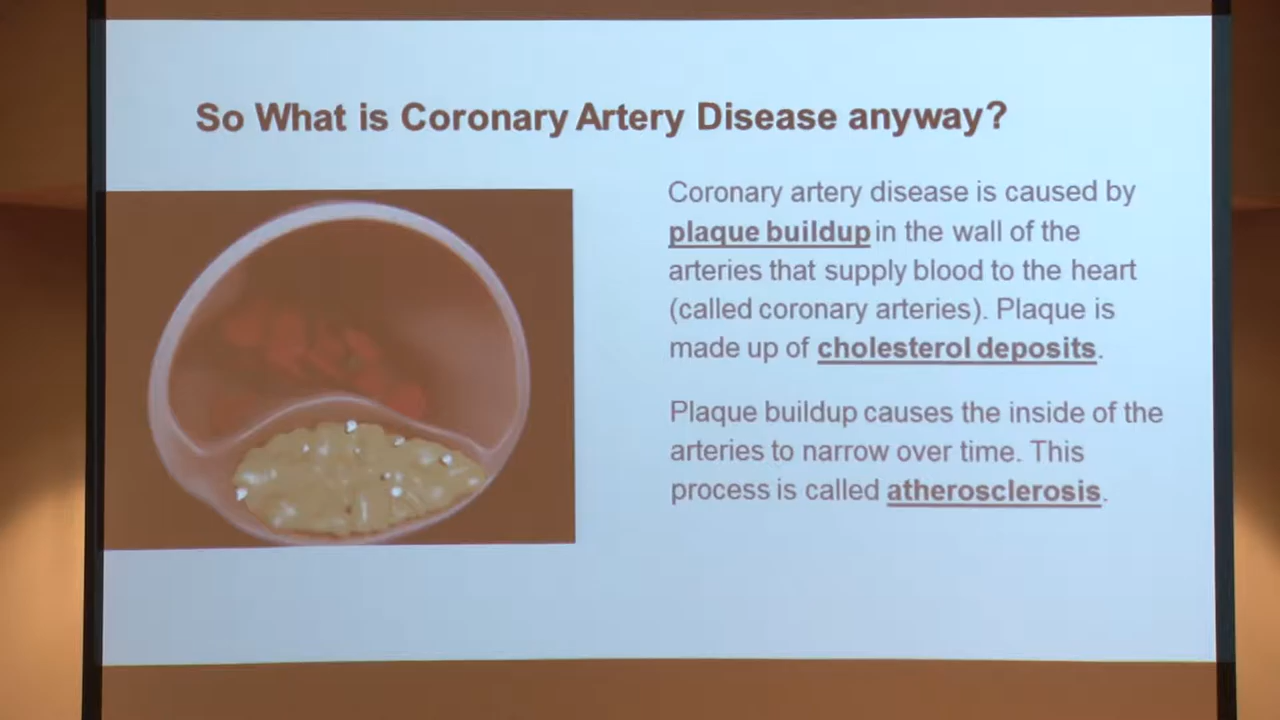 So What is Coronary Artery Disease anyway?
Coronary artery disease is caused by
plaque buildup in the wall of the
arteries that supply blood to the heart
(called coronary arteries). Plaque is
made up of cholesterol deposits.
Plaque buildup causes the inside of the
arteries to narrow over time. This
process is called atherosclerosis.